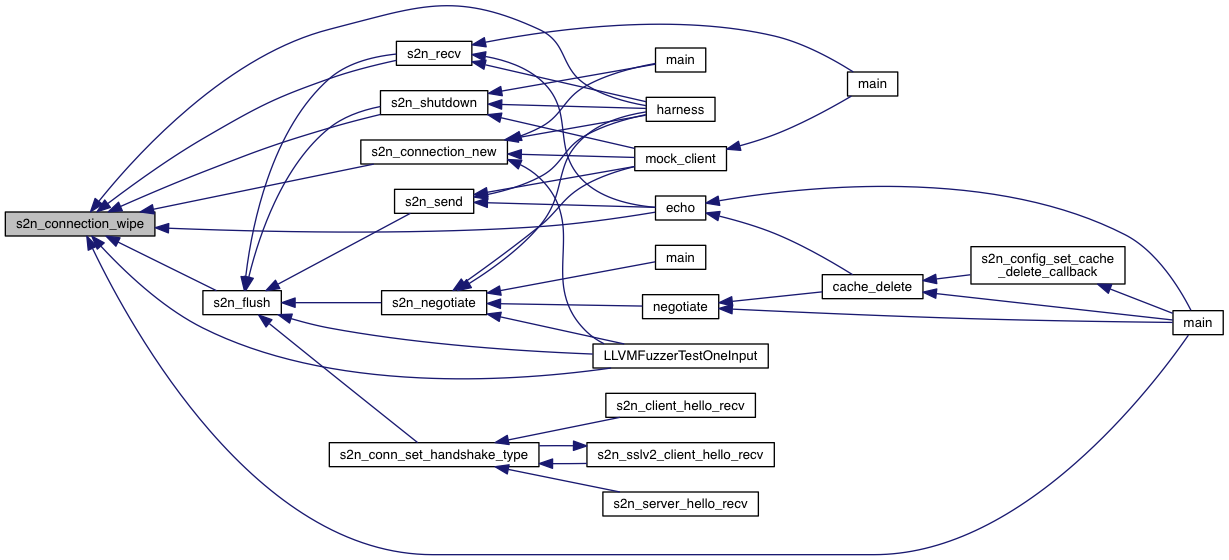 s2n_recv
main
main
s2n_shutdown
harness
s2n_connection_new
mock_client
s2n_send
echo
s2n_connection_wipe
main
s2n_config_set_cache
_delete_callback
cache_delete
s2n_flush
s2n_negotiate
negotiate
main
LLVMFuzzerTestOneInput
s2n_client_hello_recv
s2n_conn_set_handshake_type
s2n_sslv2_client_hello_recv
s2n_server_hello_recv